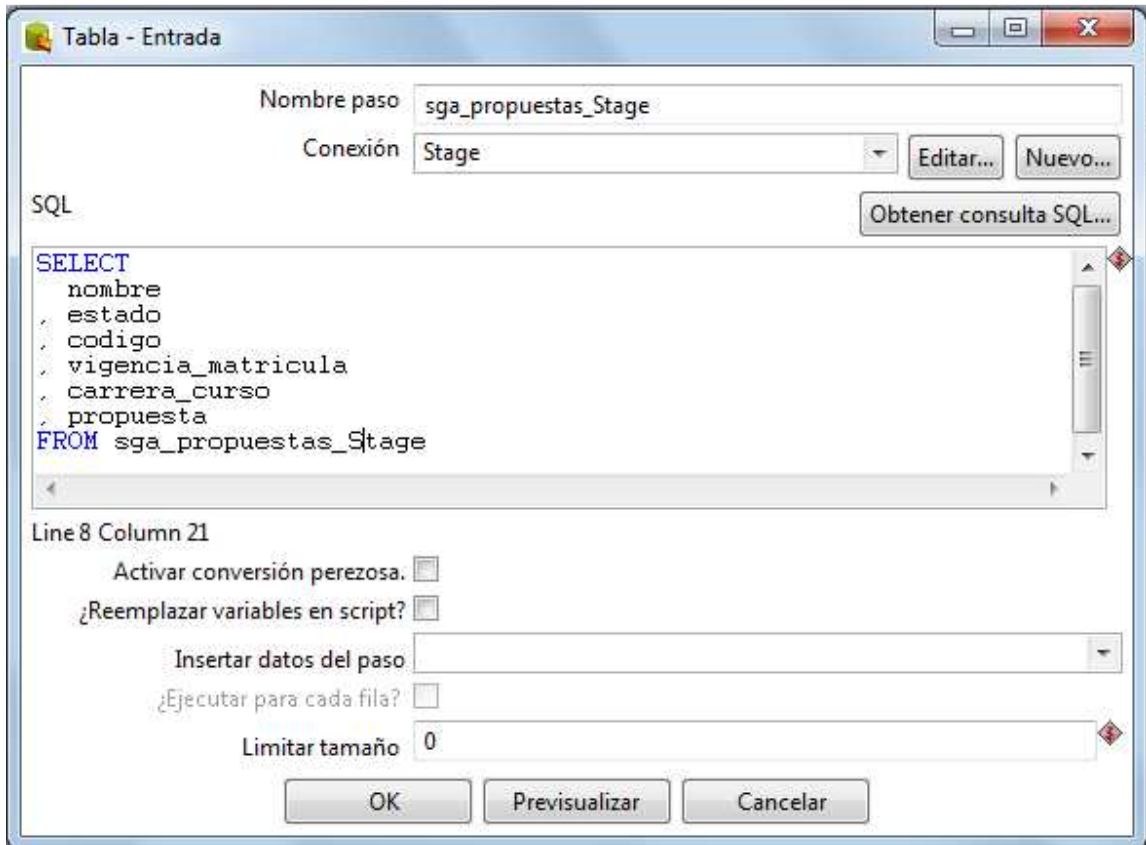 Tabla - Entrada
Nombre paso sga_propuestas_Stage
Conexión Stage Editar... Nuevo...
SQL Obtener consulta SQL...
SELECT
nombre
, estado
, codigo
, vigencia_matricula
, carrera_curso
, propuesta
FROM sga_propuestas_Stage
Line 8 Column 21
Activar conversión perezosa.
¿Reemplazar variables en script?
Insertar datos del paso
¿Ejecutar para cada fila?
Limitar tamaño 0
OK Previsualizar Cancelar